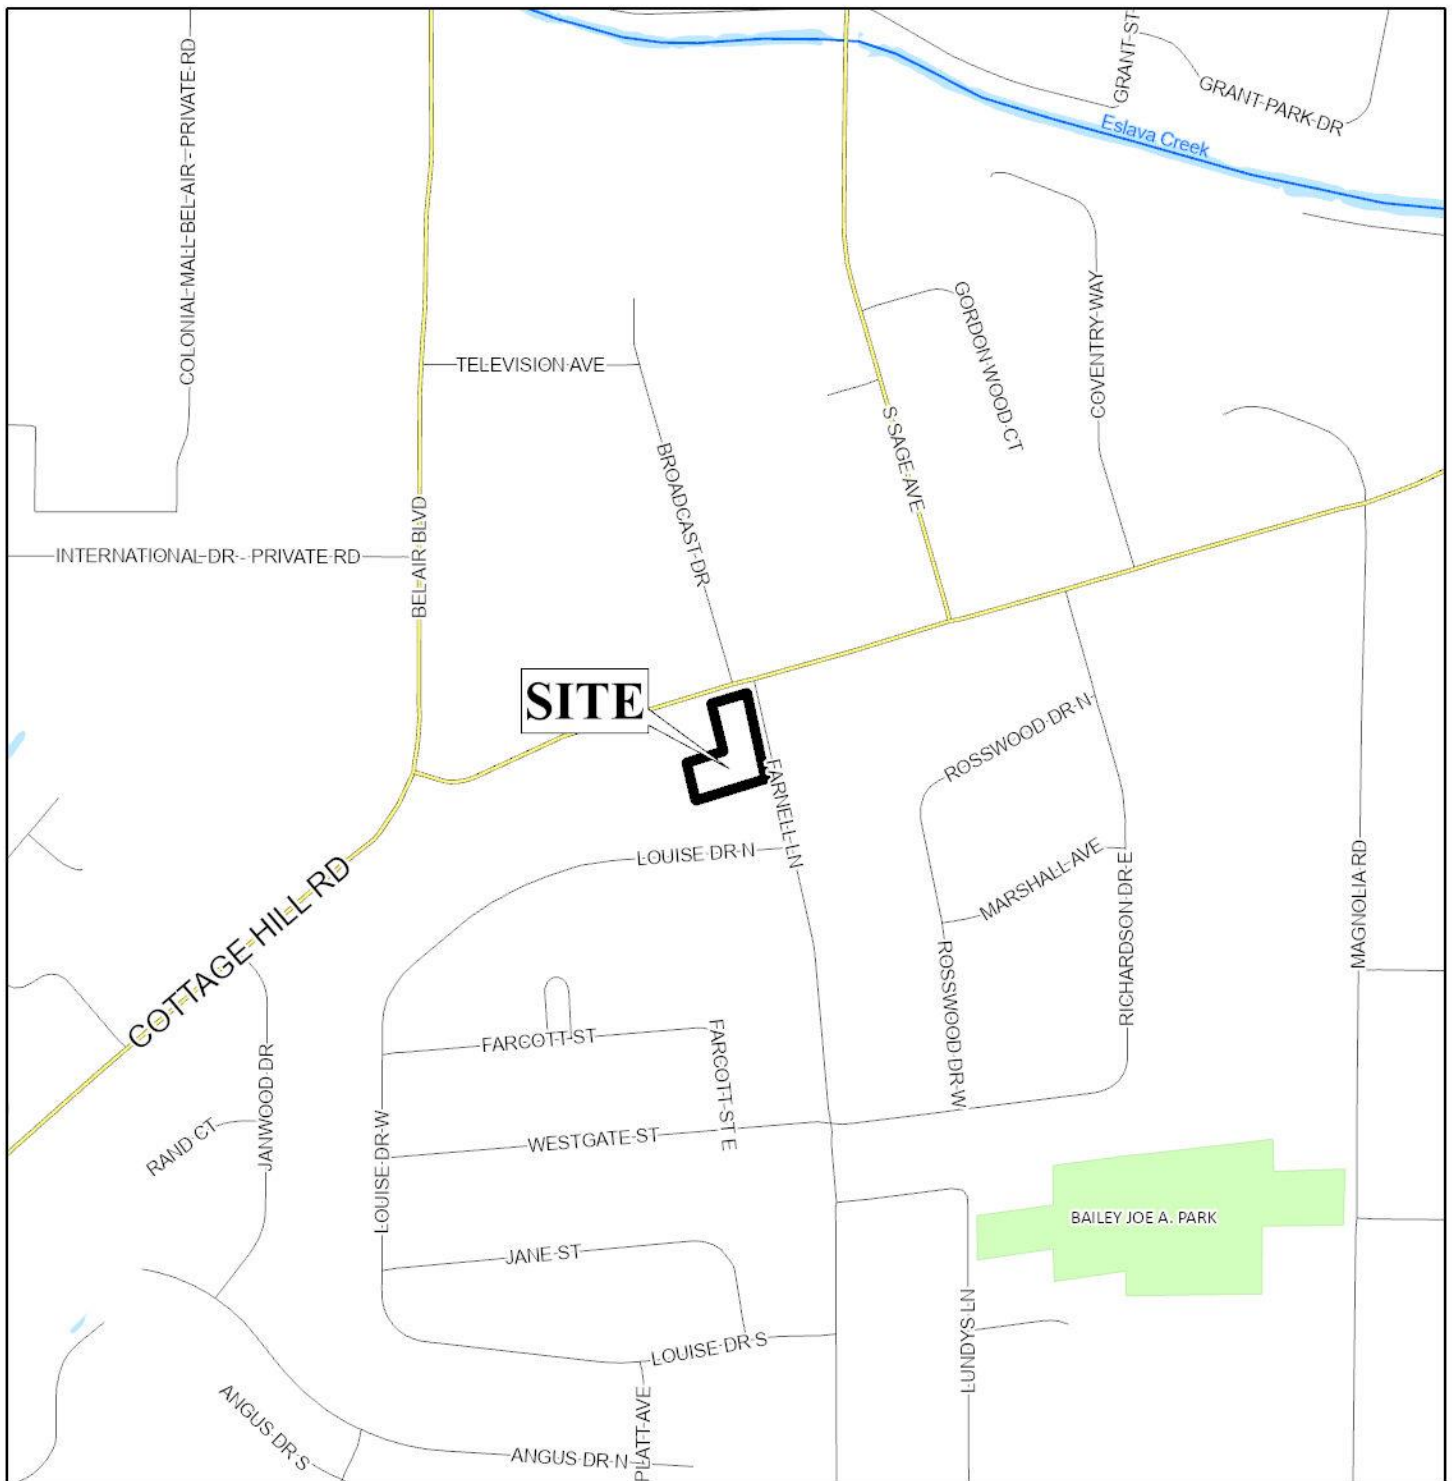 COLONIAL MALL BEL AIR - PRIVATE RD
GRANT ST
GRANT PARK DR
Eslava Creek
GORDON WOOD CT
COVENTRY WAY
TELEVISION AVE
S SAGE AVE
BROADCAST DR
BEL AIR BLVD
INTERNATIONAL DR - PRIVATE RD
SITE
ROSSWOOD DR N
FARNELL LN
LOUISE DR N
MARSHALL AVE
RICHARDSON DR E
MAGNOLIA RD
COTTAGE HILL RD
ROSSWOOD DR W
FARCOTT ST
FARCOTT ST E
JANWOOD DR
RAND CT
LOUISE DR W
WESTGATE ST
BAILEY JOE A. PARK
JANE ST
LUNDYS LN
LOUISE DR S
PLATT AVE
ANGUS DR S
ANGUS DR N